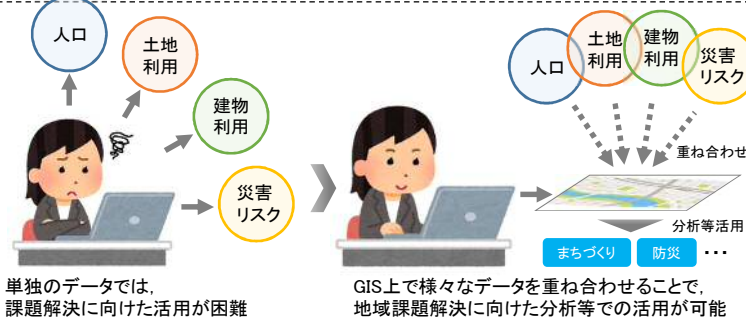 人口
土地
利用
建物
利用
災害
リスク
単独のデータでは,
課題解決に向けた活用が困難
人口
土地
利用
建物
利用
災害
リスク
重ね合わせ
分析等活用
まちづくり
防災
･･･
GIS上で様々なデータを重ね合わせることで,
地域課題解決に向けた分析等での活用が可能